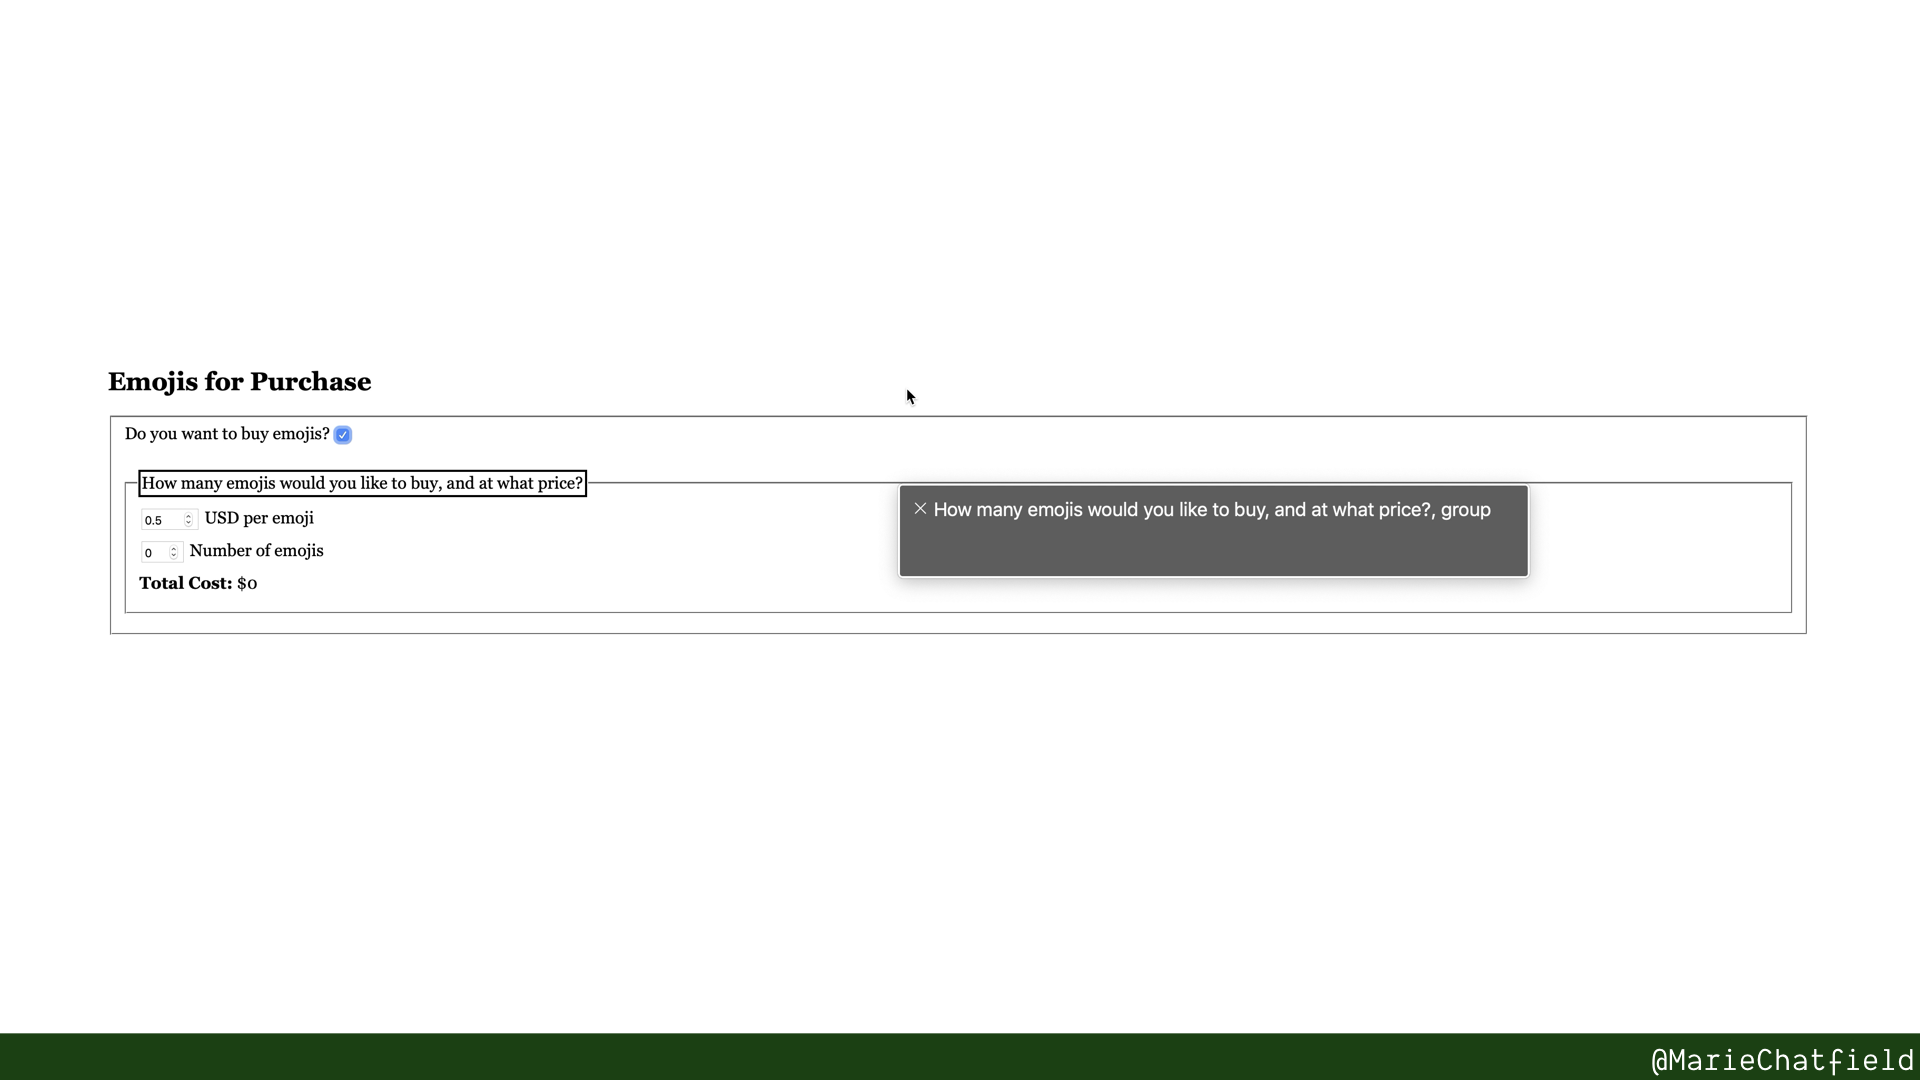 Emojis for Purchase
Do you want to buy emojis?
How many emojis would you like to buy, and at what price?
How many emojis would you like to buy, and at what price?, group
0.5 USD per emoji
0 Number of emojis
Total Cost: $0
@MarieChatfield